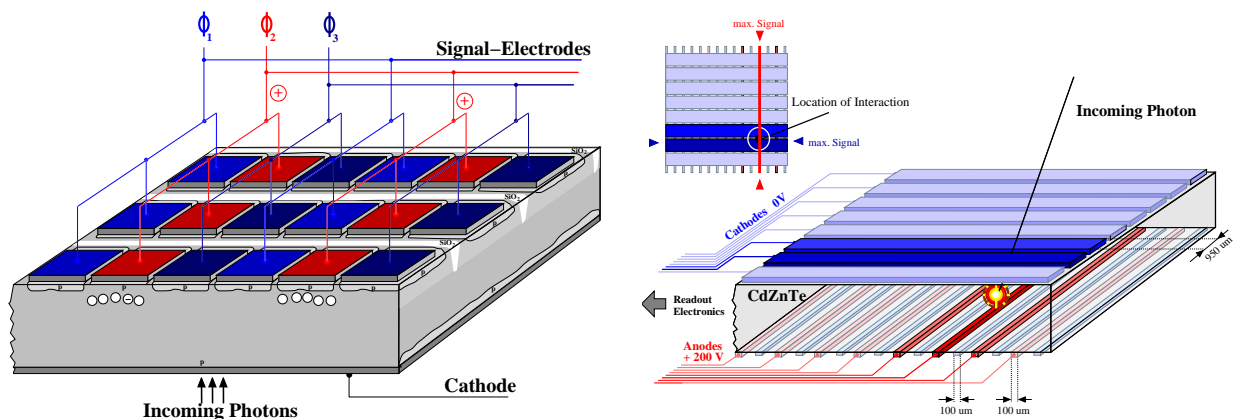 ϕ1 ϕ2 ϕ3
Signal−Electrodes
+ +
SiO2
SiO2
SiO2
P
P
P
P P P P
−
P
Cathode
Incoming Photons
max. Signal
Location of Interaction
max. Signal
Incoming Photon
Cathodes 0V
950 um
CdZnTe
Readout
Electronics
Anodes
+ 200 V
100 um 100 um